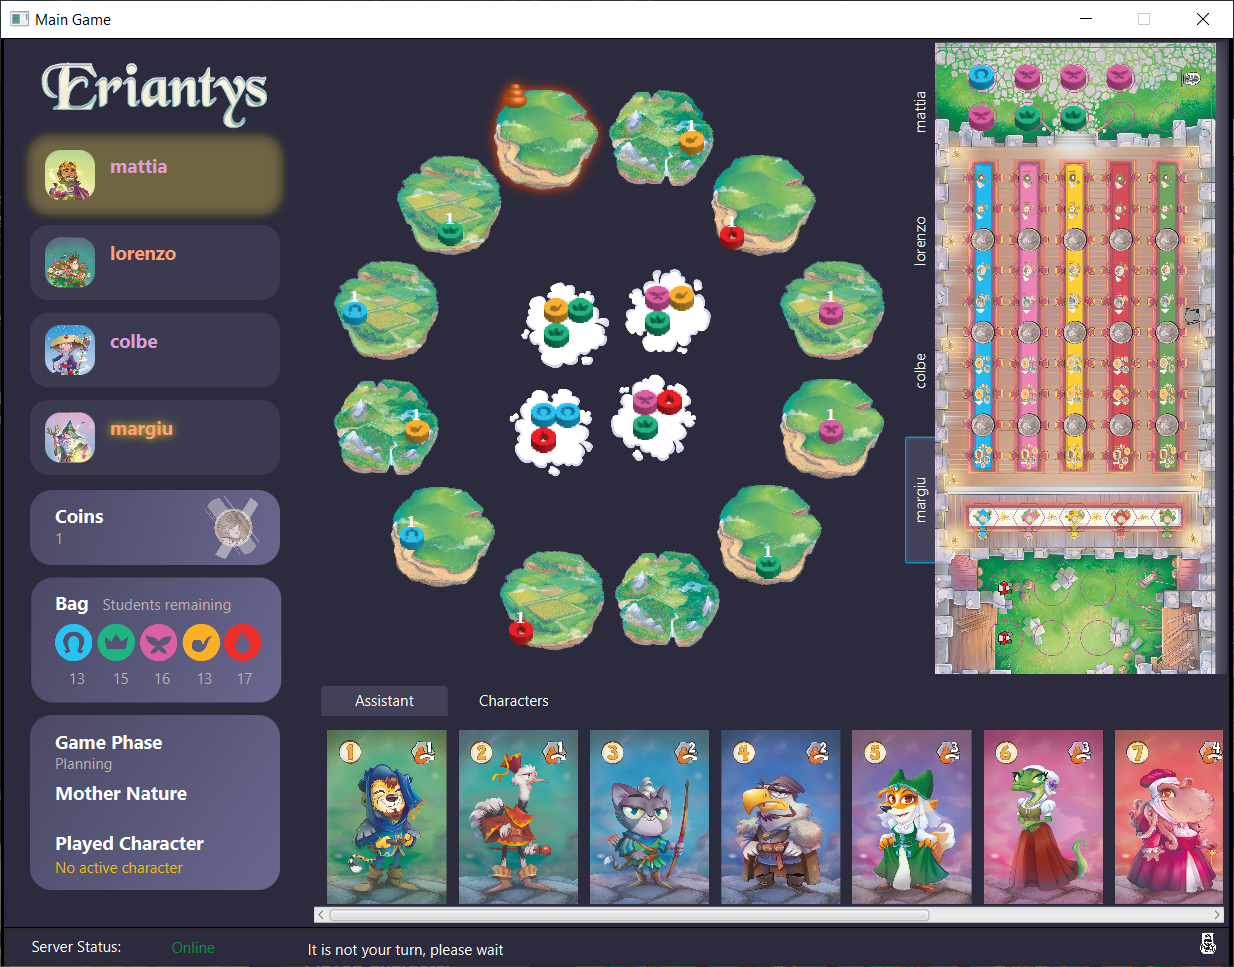 Main Game
Eriantys
mattia
lorenzo
colbe
margiu
Coins
1
Bag Students remaining
13 15 16 13 17
Game Phase
Planning
Mother Nature
Played Character
No active character
1
1
1
1
1
1
1
1
1
1
mattia
lorenzo
colbe
margiu
Assistant Characters
1 1
2 1
3 2
4 2
5 3
6 3
7 4
Server Status: Online
It is not your turn, please wait